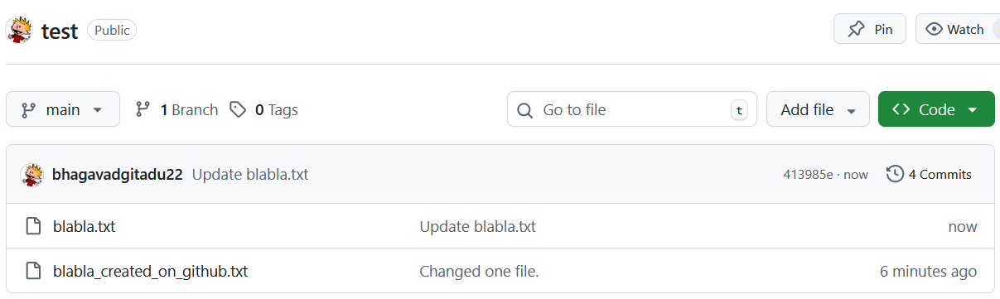 test Public Pin Watch
main 1 Branch 0 Tags Go to file t Add file Code
bhagavadgitadu22 Update blabla.txt 413985e · now 4 Commits
blabla.txt Update blabla.txt now
blabla_created_on_github.txt Changed one file. 6 minutes ago